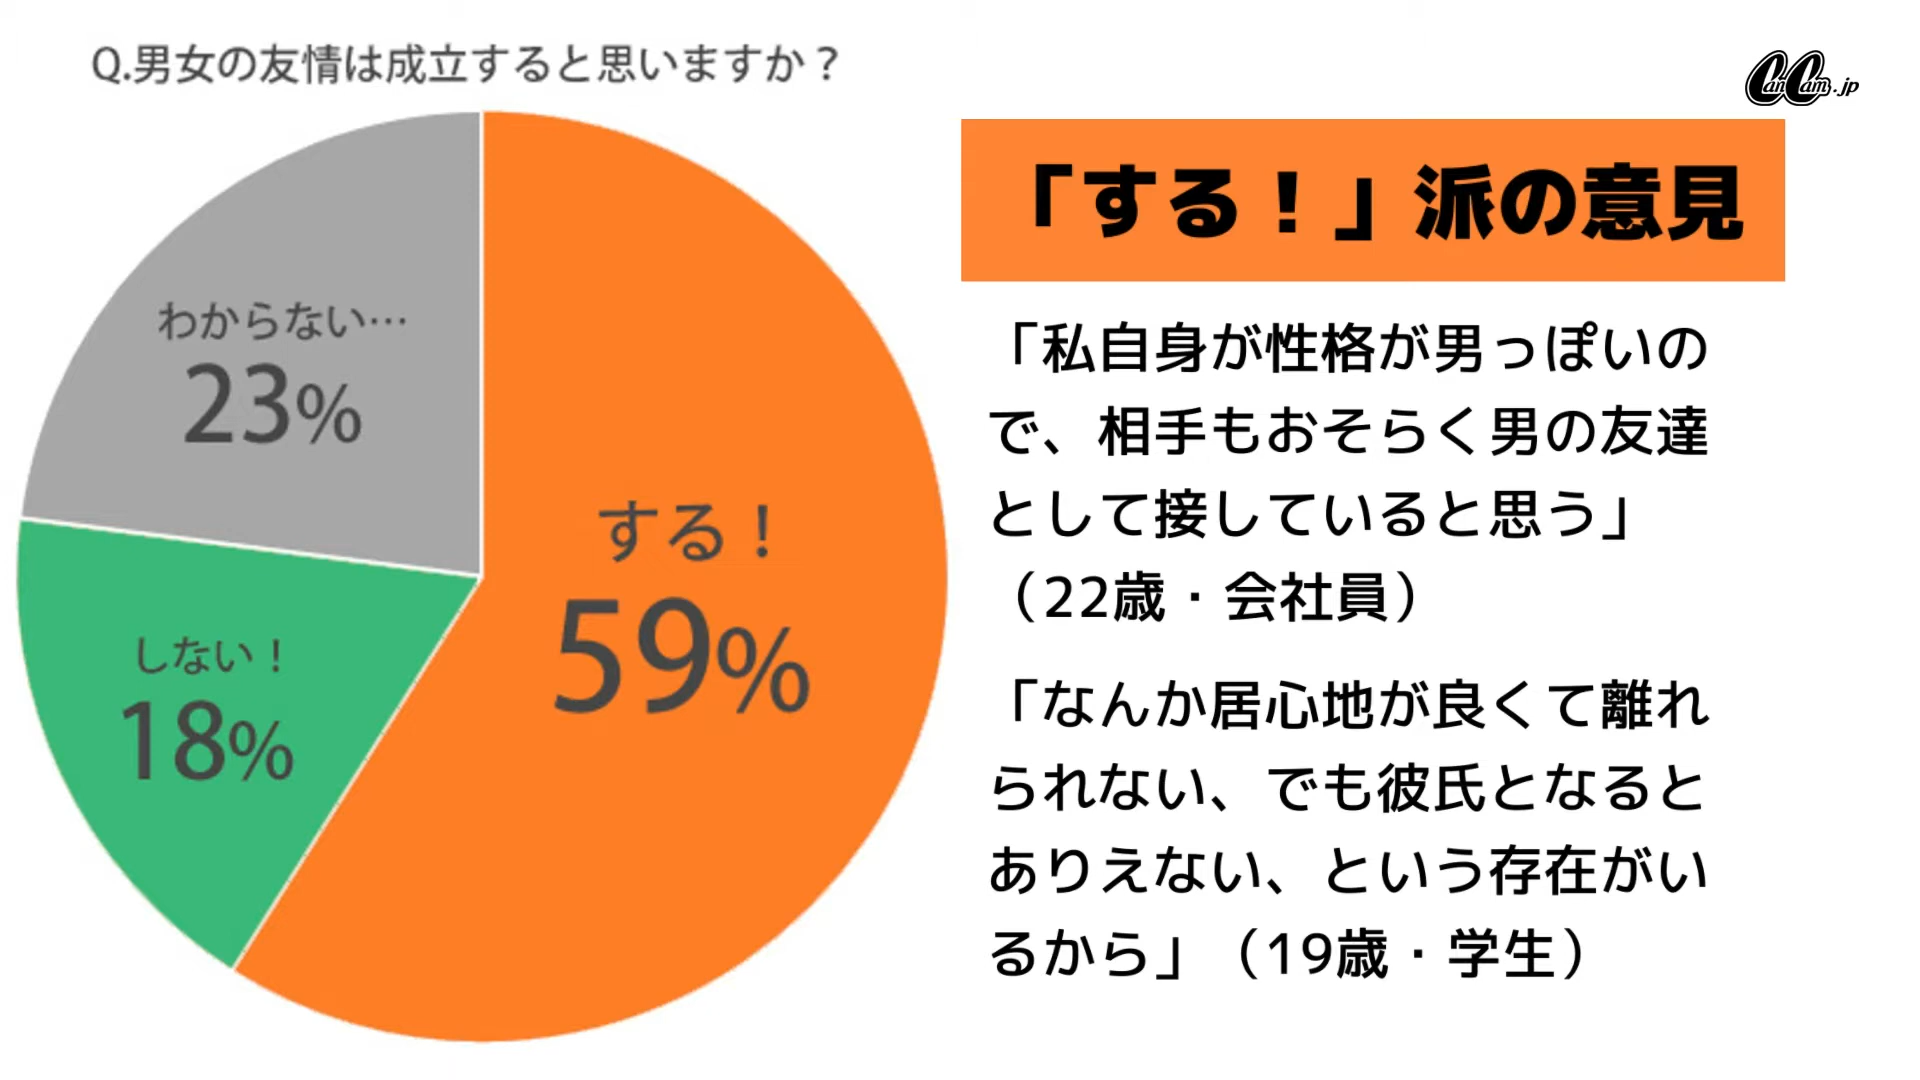 Q.男女の友情は成立すると思いますか？
CanCam.jp
「する！」派の意見
わからない…
23%
する！
59%
しない！
18%
「私自身が性格が男っぽいの
で、相手もおそらく男の友達
として接していると思う」
（22歳・会社員）
「なんか居心地が良くて離れ
られない、でも彼氏となると
ありえない、という存在がい
るから」（19歳・学生）